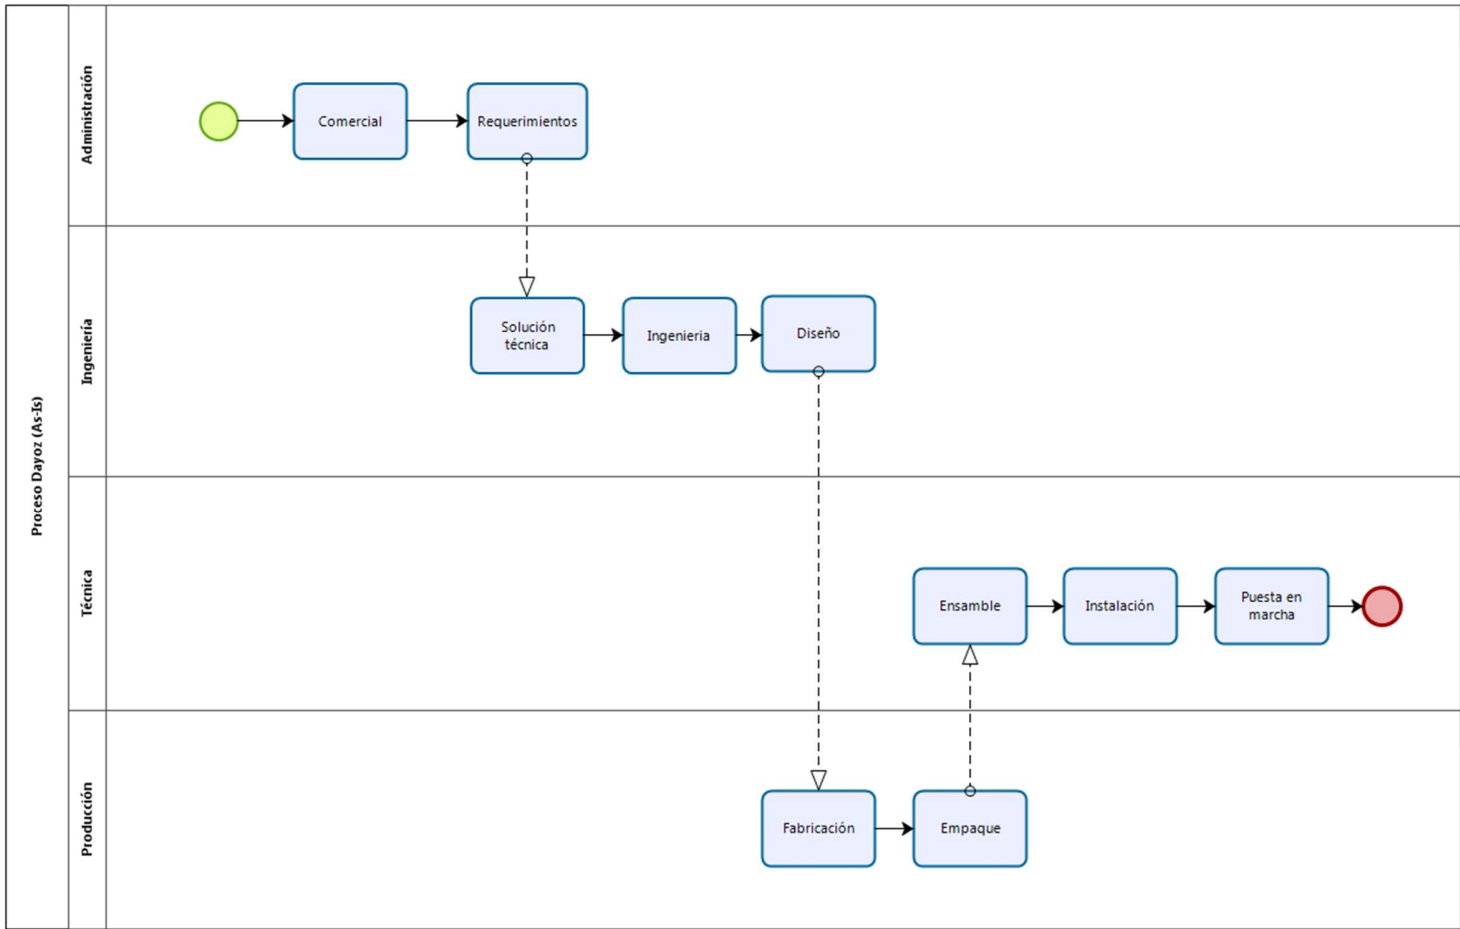 Proceso Dayoz (As-Is)
Administración
Comercial
Requerimientos
Ingeniería
Solución
técnica
Ingenieria
Diseño
Técnica
Ensamble
Instalación
Puesta en
marcha
Producción
Fabricación
Empaque